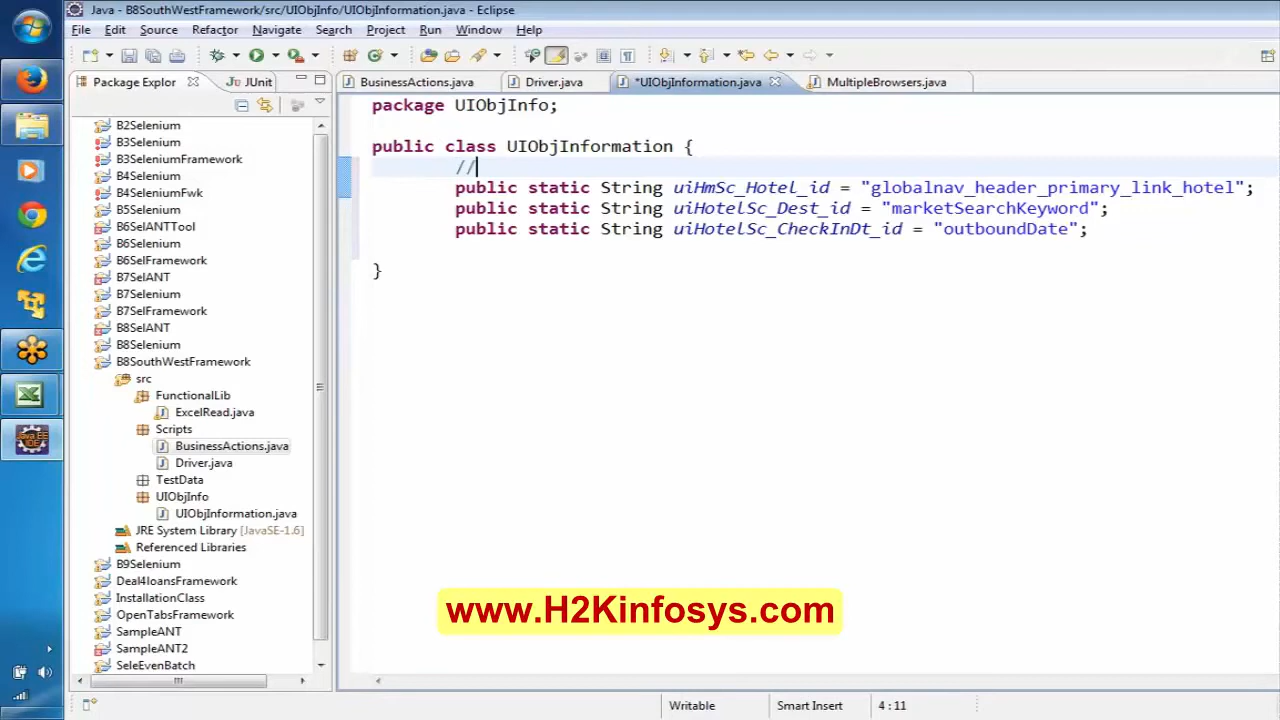 Java - B8SouthWestFramework/src/UIObjInfo/UIObjInformation.java - Eclipse
File Edit Source Refactor Navigate Search Project Run Window Help
Package Explor JUnit BusinessActions.java Driver.java *UIObjInformation.java MultipleBrowsers.java
package UIObjInfo;
public class UIObjInformation {
//
public static String uiHmSc_Hotel_id = "globalnav_header_primary_link_hotel";
public static String uiHotelSc_Dest_id = "marketSearchKeyword";
public static String uiHotelSc_CheckInDt_id = "outboundDate";
}
B2Selenium
B3Selenium
B3SeleniumFramework
B4Selenium
B4SeleniumFwk
B5Selenium
B6SelANTTool
B6Selenium
B6SelFramework
B7SelANT
B7Selenium
B7SelFramework
B8SelANT
B8Selenium
B8SouthWestFramework
src
FunctionalLib
ExcelRead.java
Scripts
BusinessActions.java
Driver.java
TestData
UIObjInfo
UIObjInformation.java
JRE System Library [JavaSE-1.6]
Referenced Libraries
B9Selenium
Deal4loansFramework
InstallationClass
OpenTabsFramework
SampleANT
SampleANT2
SeleEvenBatch
www.H2Kinfosys.com
Writable Smart Insert 4 : 11
Java EE
IDE